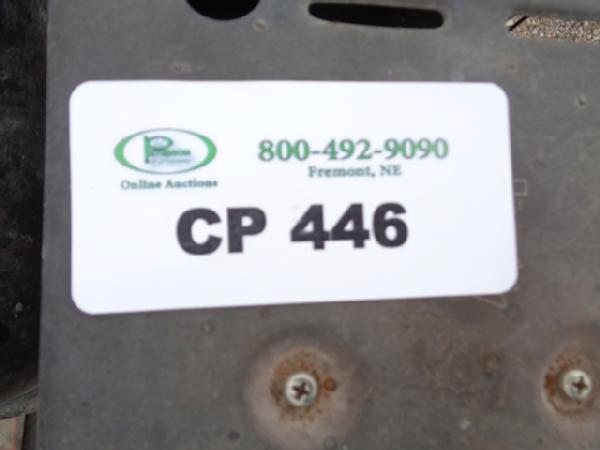 800-492-9090
Fremont, NE
Online Auctions
CP 446